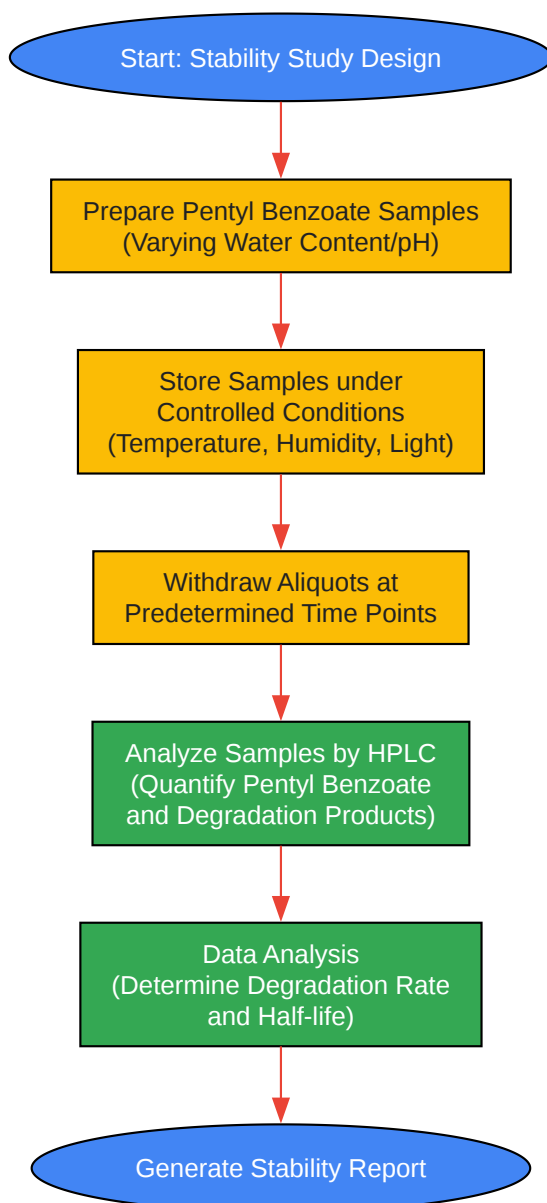 Start: Stability Study Design
Prepare Pentyl Benzoate Samples
(Varying Water Content/pH)
Store Samples under
Controlled Conditions
(Temperature, Humidity, Light)
Withdraw Aliquots at
Predetermined Time Points
Analyze Samples by HPLC
(Quantify Pentyl Benzoate
and Degradation Products)
Data Analysis
(Determine Degradation Rate
and Half-life)
Generate Stability Report